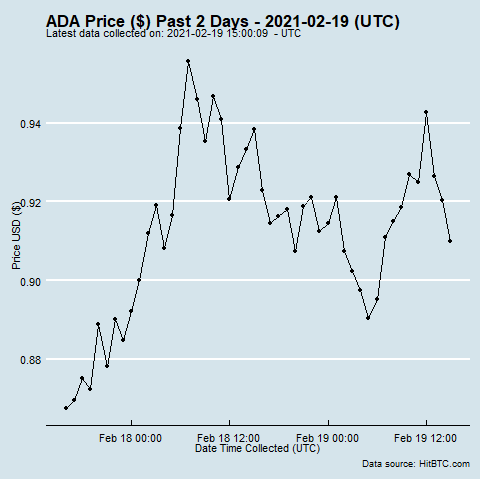 ADA Price ($) Past 2 Days - 2021-02-19 (UTC)
Latest data collected on: 2021-02-19 15:00:09 - UTC
0.94
0.92
0.90
0.88
Price USD ($)
Feb 18 00:00 Feb 18 12:00 Feb 19 00:00 Feb 19 12:00
Date Time Collected (UTC)
Data source: HitBTC.com